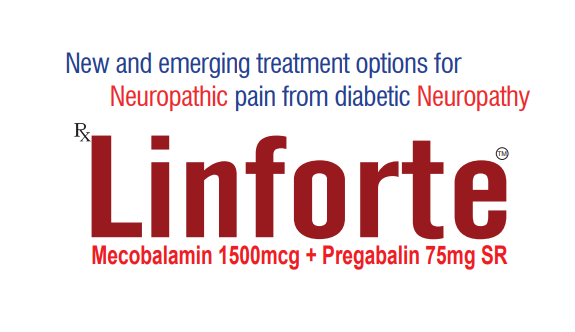 New and emerging treatment options for
Neuropathic pain from diabetic Neuropathy
Rx Linforte TM
Mecobalamin 1500mcg + Pregabalin 75mg SR